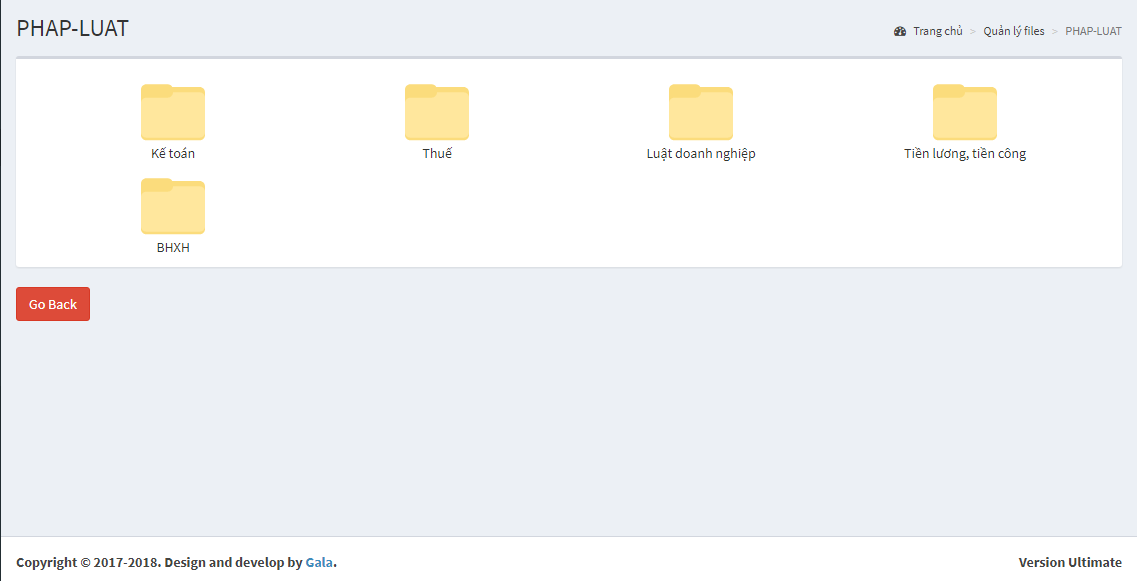 PHAP-LUAT
Trang chủ > Quản lý files > PHAP-LUAT
Kế toán
Thuế
Luật doanh nghiệp
Tiền lương, tiền công
BHXH
Go Back
Copyright © 2017-2018. Design and develop by Gala.
Version Ultimate